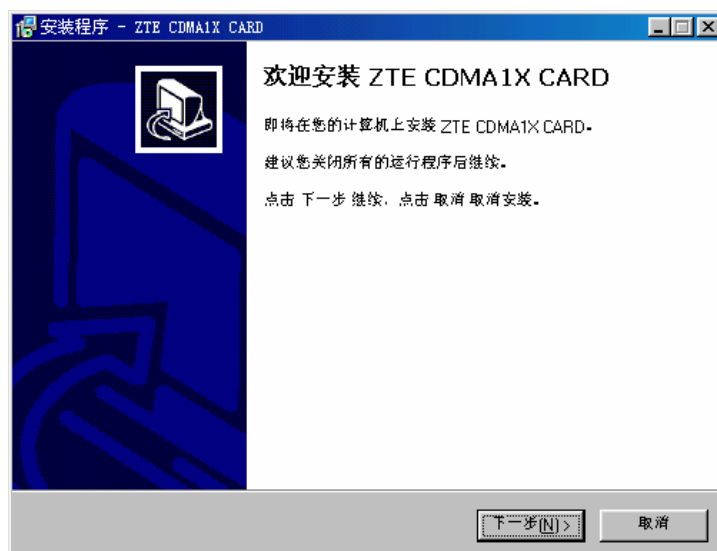 安装程序 - ZTE CDMA1X CARD
欢迎安装 ZTE CDMA1X CARD
即将在您的计算机上安装 ZTE CDMA1X CARD。
建议您关闭所有的运行程序后继续。
点击 下一步 继续，点击 取消 取消安装。
下一步(N) >
取消